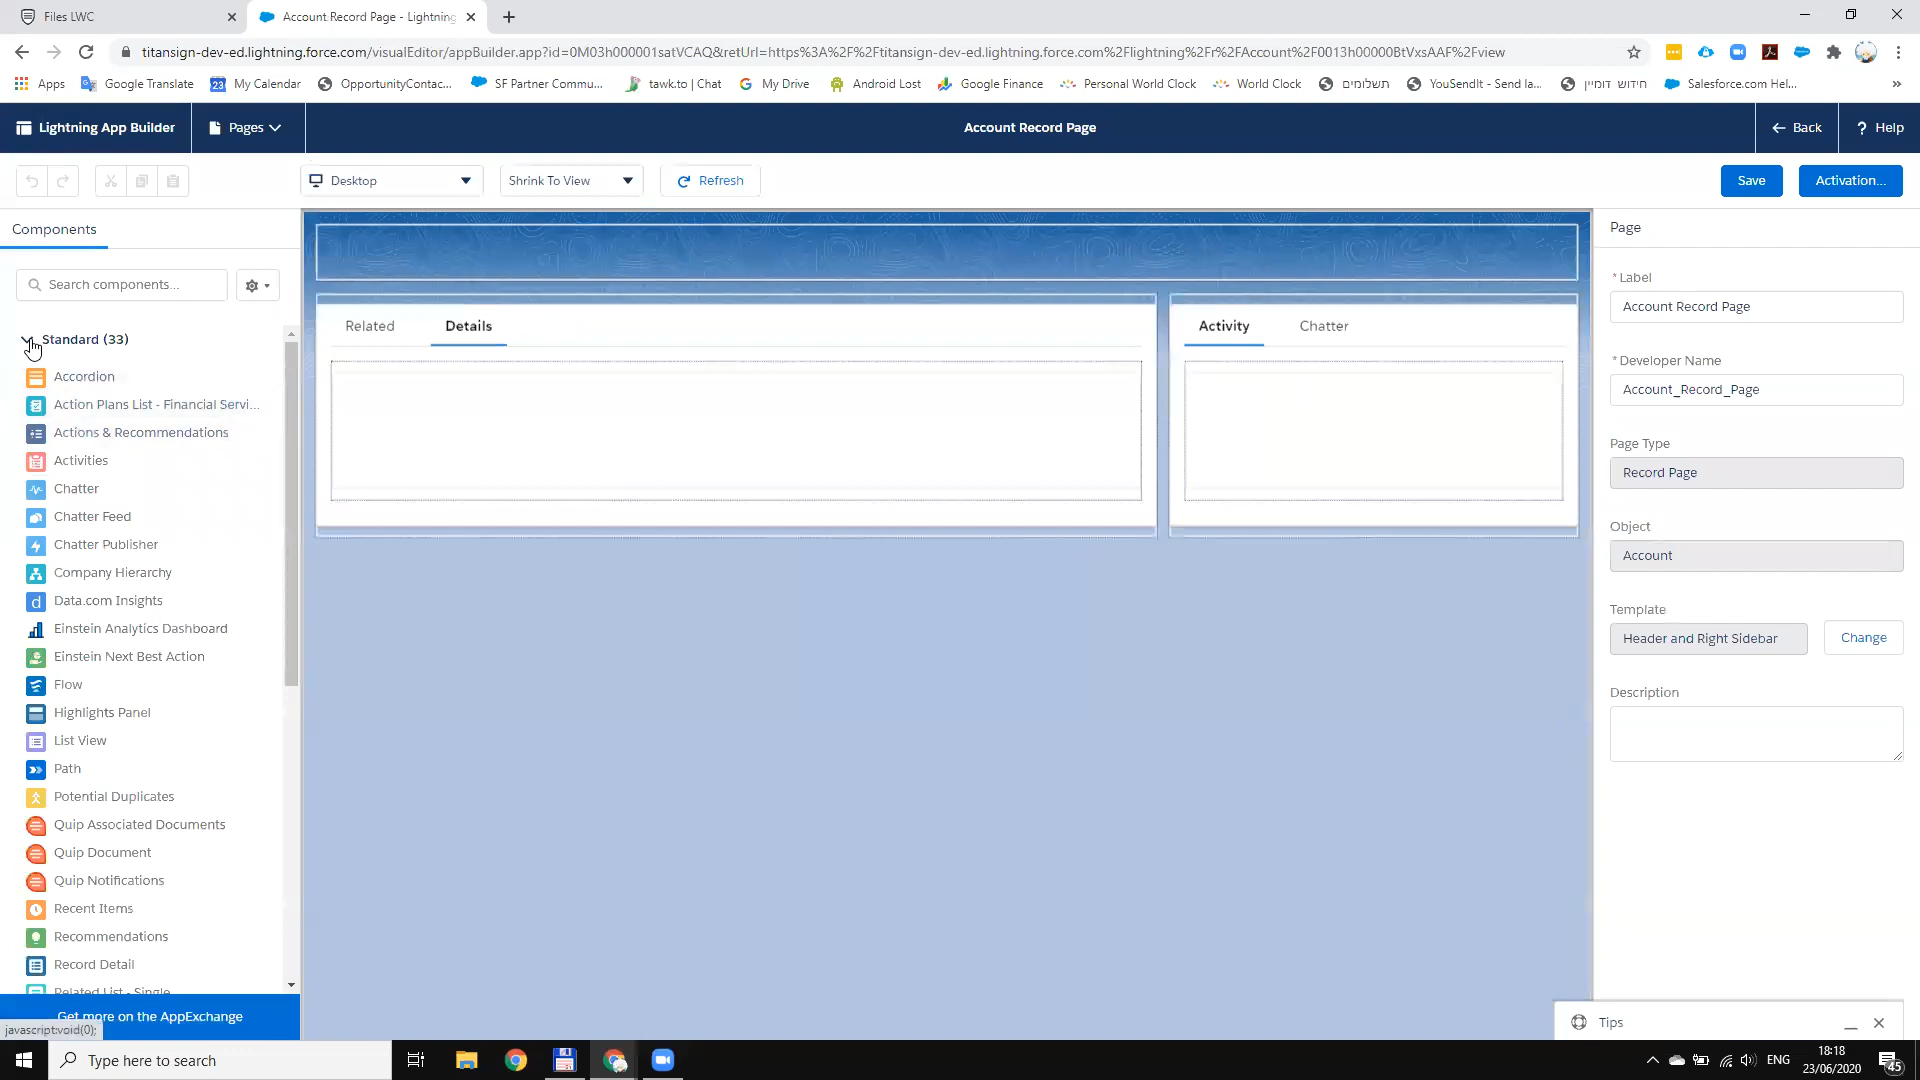 Files LWC
Account Record Page - Lightning
titansign-dev-ed.lightning.force.com/visualEditor/appBuilder.app?id=0M03h000001satVCAQ&retUrl=https%3A%2F%2Ftitansign-dev-ed.lightning.force.com%2Flightning%2Fr%2FAccount%2F0013h00000BtVxsAAF%2Fview
Apps
Google Translate
23 My Calendar
OpportunityContac...
SF Partner Commu...
tawk.to | Chat
My Drive
Android Lost
Google Finance
Personal World Clock
World Clock
תשלומים
YouSendIt - Send la...
חידוש דומיין
Salesforce.com Hel...
»
Lightning App Builder
Pages
Account Record Page
Back
? Help
Desktop
Shrink To View
Refresh
Save
Activation...
Components
Search components...
Standard (33)
Accordion
Action Plans List - Financial Servi...
Actions & Recommendations
Activities
Chatter
Chatter Feed
Chatter Publisher
Company Hierarchy
d Data.com Insights
Einstein Analytics Dashboard
Einstein Next Best Action
Flow
Highlights Panel
List View
Path
Potential Duplicates
Quip Associated Documents
Quip Document
Quip Notifications
Recent Items
Recommendations
Record Detail
Related List - Single
Get more on the AppExchange
javascript:void(0);
Related
Details
Activity
Chatter
Page
*Label
Account Record Page
*Developer Name
Account_Record_Page
Page Type
Record Page
Object
Account
Template
Header and Right Sidebar
Change
Description
Tips
Type here to search
ENG
18:18
23/06/2020
45